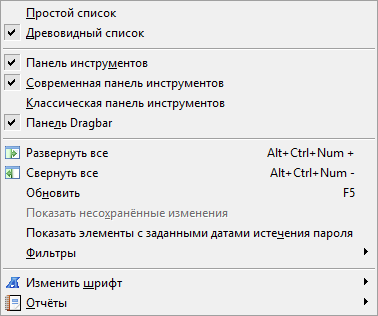 Простой список
Древовидный список
Панель инструментов
Современная панель инструментов
Классическая панель инструментов
Панель Dragbar
Развернуть все Alt+Ctrl+Num +
Свернуть все Alt+Ctrl+Num -
Обновить F5
Показать несохранённые изменения
Показать элементы с заданными датами истечения пароля
Фильтры
Изменить шрифт
Отчёты